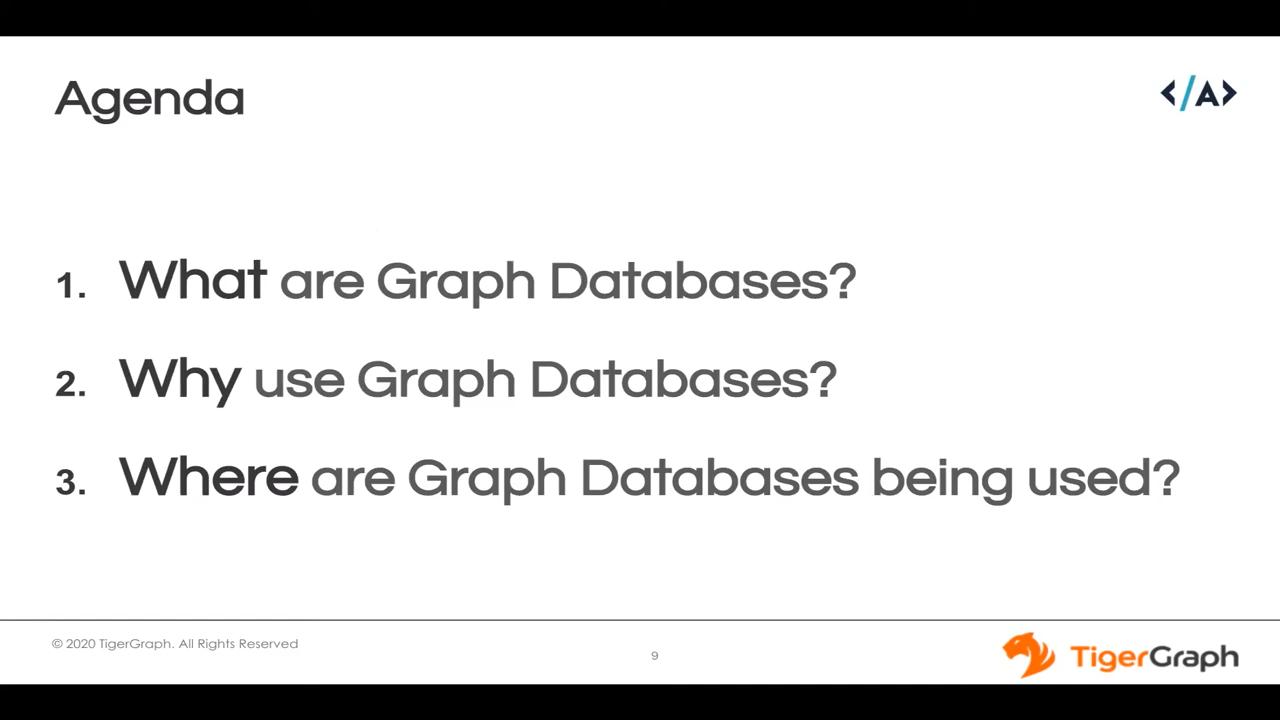 Agenda
</A>
1. What are Graph Databases?
2. Why use Graph Databases?
3. Where are Graph Databases being used?
© 2020 TigerGraph. All Rights Reserved
9
TigerGraph